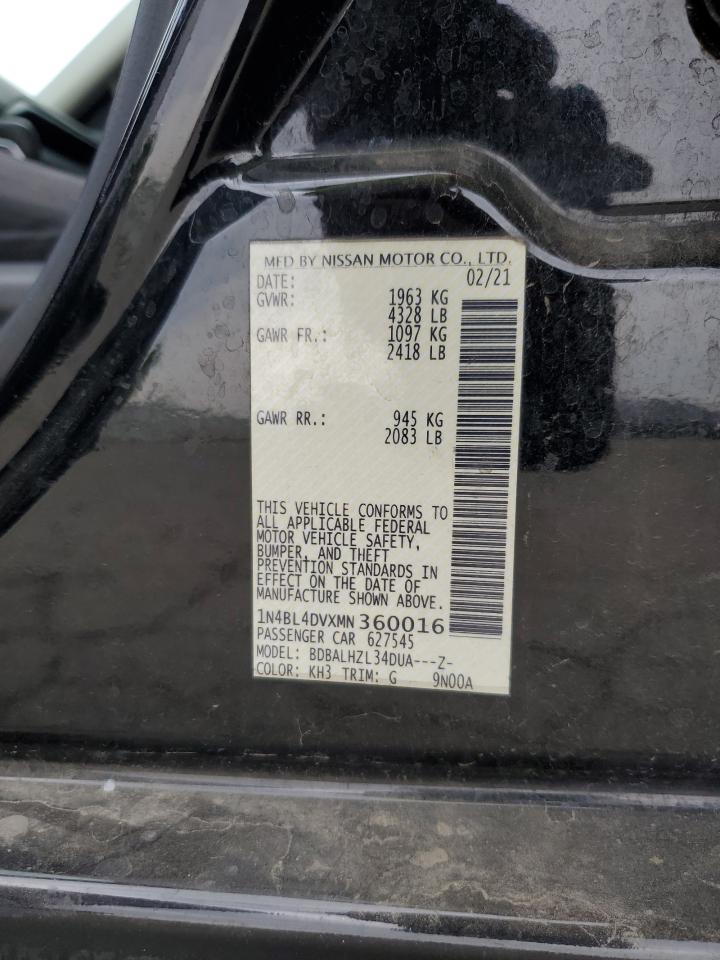 MFD BY NISSAN MOTOR CO., LTD.
DATE: 02/21
GVWR: 1963 KG
4328 LB
GAWR FR.: 1097 KG
2418 LB
GAWR RR.: 945 KG
2083 LB
THIS VEHICLE CONFORMS TO
ALL APPLICABLE FEDERAL
MOTOR VEHICLE SAFETY,
BUMPER, AND THEFT
PREVENTION STANDARDS IN
EFFECT ON THE DATE OF
MANUFACTURE SHOWN ABOVE.
1N4BL4DVXMN360016
PASSENGER CAR 627545
MODEL: BDBALHZL34DUA---Z-
COLOR: KH3 TRIM: G 9N00A